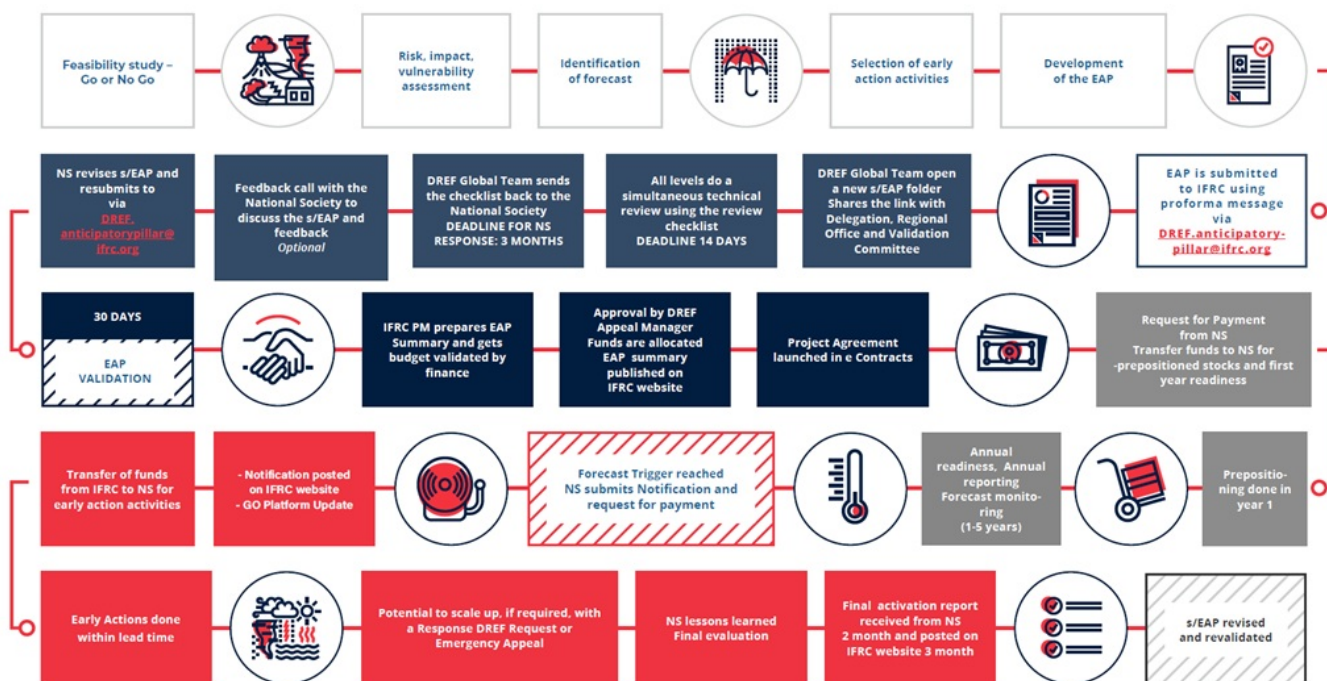 Feasibility study –
Go or No Go
Risk, impact,
vulnerability
assessment
Identification
of forecast
Selection of early
action activities
Development
of the EAP
NS revises s/EAP and
resubmits to
via
DREF.
anticipatorypillar@
ifrc.org
Feedback call with the
National Society to
discuss the s/EAP and
feedback
Optional
DREF Global Team sends
the checklist back to the
National Society
DEADLINE FOR NS
RESPONSE: 3 MONTHS
All levels do a
simultaneous technical
review using the review
checklist
DEADLINE 14 DAYS
DREF Global Team open
a new s/EAP folder
Shares the link with
Delegation, Regional
Office and Validation
Committee
EAP is submitted
to IFRC using
proforma message
via
DREF.anticipatory-
pillar@ifrc.org
30 DAYS
EAP
VALIDATION
IFRC PM prepares EAP
Summary and gets
budget validated by
finance
Approval by DREF
Appeal Manager
Funds are allocated
EAP summary
published on
IFRC website
Project Agreement
launched in e Contracts
Request for Payment
from NS
Transfer funds to NS for
-prepositioned stocks and first
year readiness
Transfer of funds
from IFRC to NS for
early action activities
- Notification posted
on IFRC website
- GO Platform Update
Forecast Trigger reached
NS submits Notification and
request for payment
Annual
readiness, Annual
reporting
Forecast monito-
ring
(1-5 years)
Prepositio-
ning done in
year 1
Early Actions done
within lead time
Potential to scale up, if required, with
a Response DREF Request or
Emergency Appeal
NS lessons learned
Final evaluation
Final activation report
received from NS
2 month and posted on
IFRC website 3 month
s/EAP revised
and revalidated